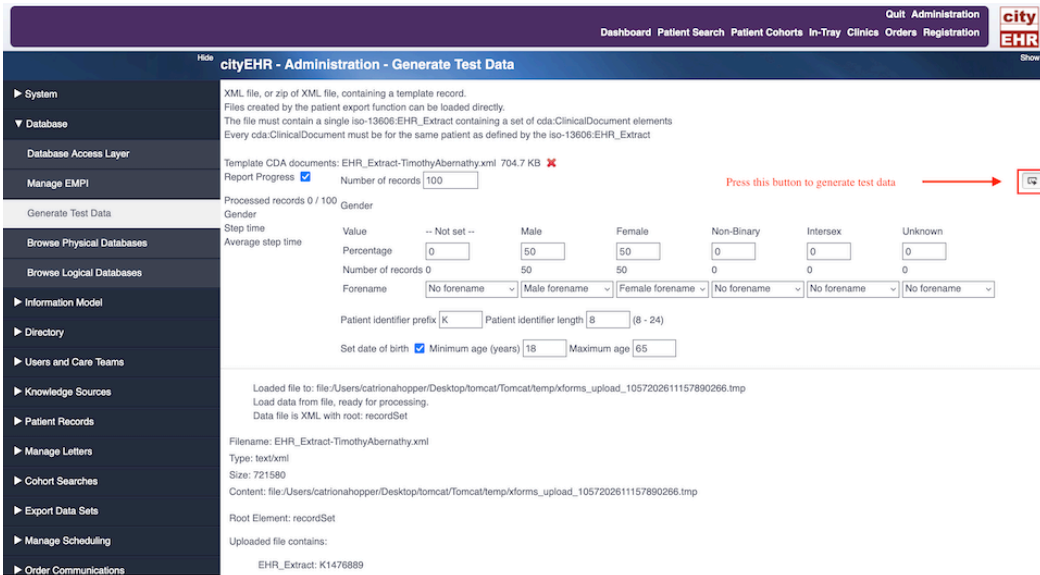 Quit Administration
Dashboard Patient Search Patient Cohorts In-Tray Clinics Orders Registration
city
EHR
Hide
cityEHR - Administration - Generate Test Data
Show
System
Database
Database Access Layer
Manage EMPI
Generate Test Data
Browse Physical Databases
Browse Logical Databases
Information Model
Directory
Users and Care Teams
Knowledge Sources
Patient Records
Manage Letters
Cohort Searches
Export Data Sets
Manage Scheduling
Order Communications
XML file, or zip of XML file, containing a template record.
Files created by the patient export function can be loaded directly.
The file must contain a single iso-13606:EHR_Extract containing a set of cda:ClinicalDocument elements
Every cda:ClinicalDocument must be for the same patient as defined by the iso-13606:EHR_Extract
Template CDA documents: EHR_Extract-TimothyAbernathy.xml 704.7 KB
Report Progress Number of records 100
Press this button to generate test data
Processed records 0 / 100
Gender
Step time
Average step time
Gender
Value -- Not set -- Male Female Non-Binary Intersex Unknown
Percentage 0 50 50 0 0 0
Number of records 0 50 50 0 0 0
Forename No forename Male forename Female forename No forename No forename No forename
Patient identifier prefix K Patient identifier length 8 (8 - 24)
Set date of birth Minimum age (years) 18 Maximum age 65
Loaded file to: file:/Users/catrionahopper/Desktop/tomcat/Tomcat/temp/xforms_upload_1057202611157890266.tmp
Load data from file, ready for processing.
Data file is XML with root: recordSet
Filename: EHR_Extract-TimothyAbernathy.xml
Type: text/xml
Size: 721580
Content: file:/Users/catrionahopper/Desktop/tomcat/Tomcat/temp/xforms_upload_1057202611157890266.tmp
Root Element: recordSet
Uploaded file contains:
EHR_Extract: K1476889